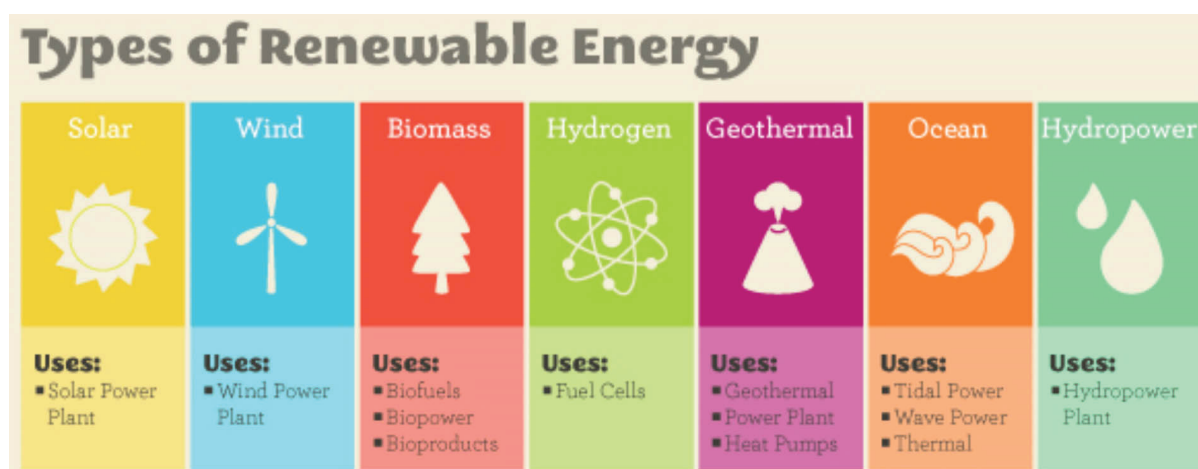 Types of Renewable Energy
Solar
Wind
Biomass
Hydrogen
Geothermal
Ocean
Hydropower
Uses:
▪ Solar Power
Plant
Uses:
▪ Wind Power
Plant
Uses:
▪ Biofuels
▪ Biopower
▪ Bioproducts
Uses:
▪ Fuel Cells
Uses:
▪ Geothermal
▪ Power Plant
▪ Heat Pumps
Uses:
▪ Tidal Power
▪ Wave Power
▪ Thermal
Uses:
▪ Hydropower
Plant